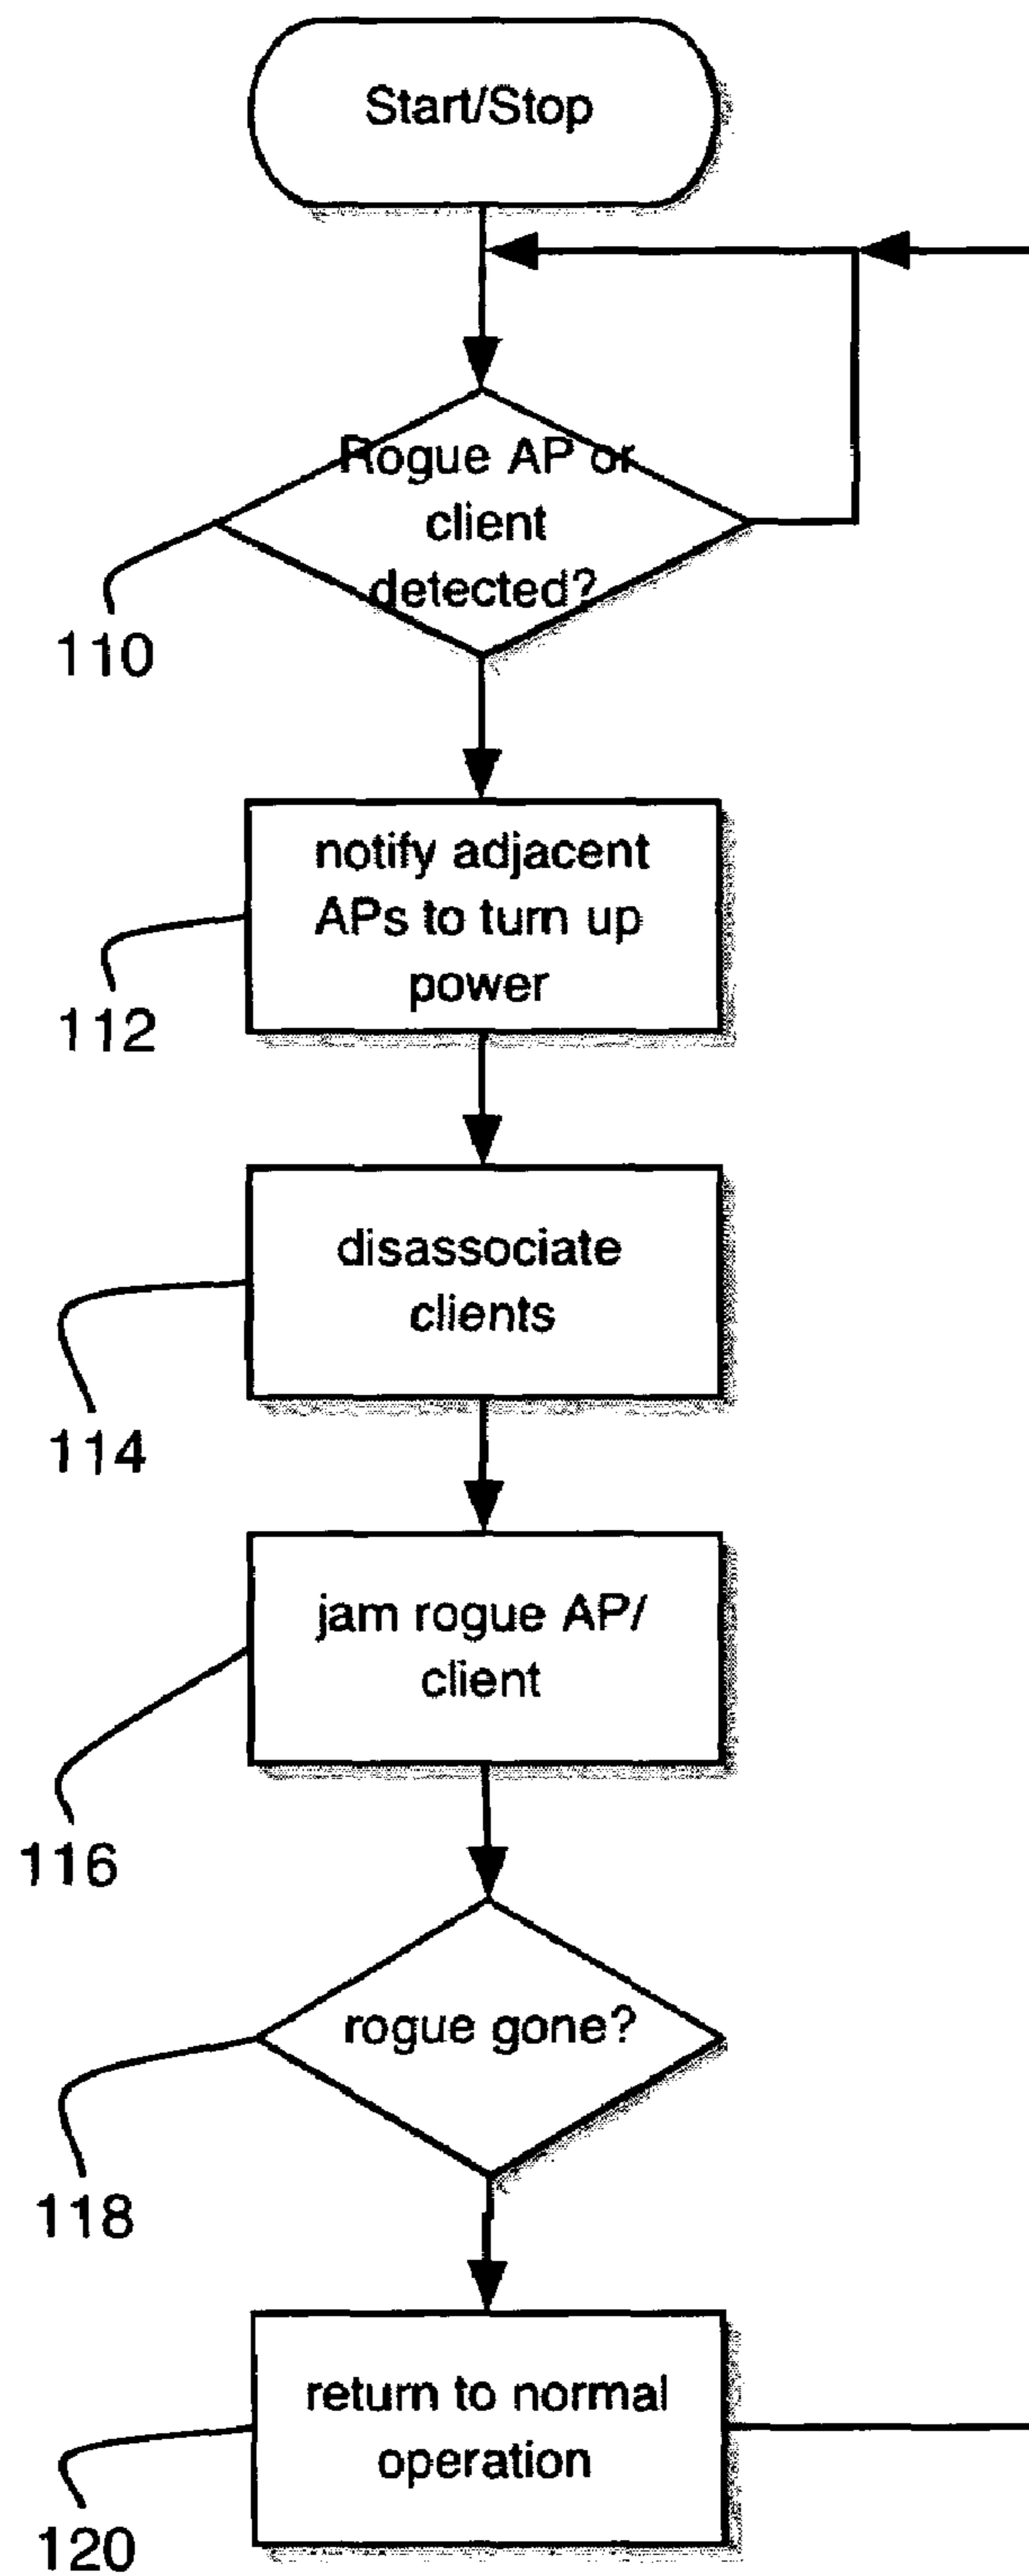 Start/Stop
Rogue AP or
client
detected?
110
notify adjacent
APs to turn up
power
112
disassociate
clients
114
jam rogue AP/
client
116
rogue gone?
118
return to normal
operation
120